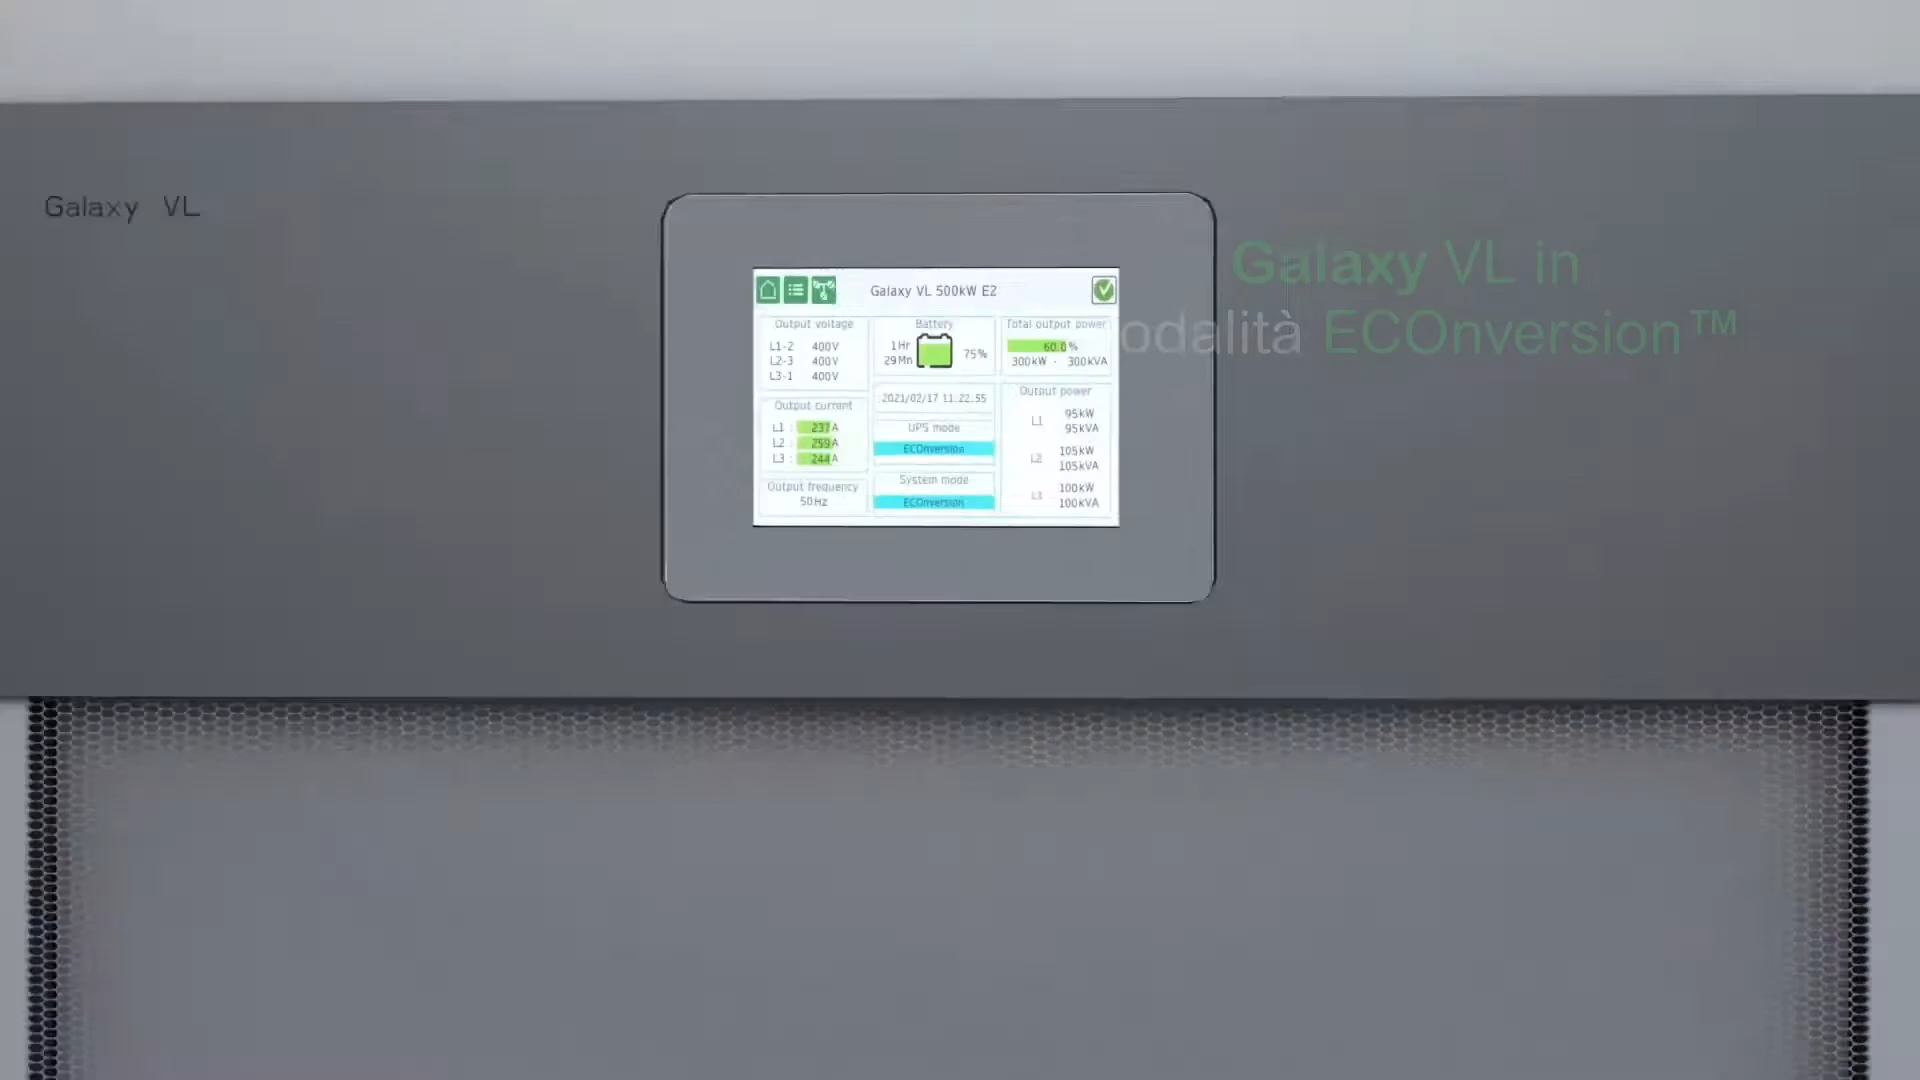 Galaxy VL
Galaxy VL in
odalità ECOnversion™
Galaxy VL 500kW E2
Output voltage
L1-2 400V
L2-3 400V
L3-1 400V
Output current
L1 : 237A
L2 : 259A
L3 : 244A
Output frequency
50Hz
Battery
1Hr
29Mn
75%
2021/02/17 11.22.55
UPS mode
ECOnversion
System mode
ECOnversion
Total output power
60.0 %
300kW - 300kVA
Output power
L1 95kW
95kVA
L2 105kW
105kVA
L3 100kW
100kVA